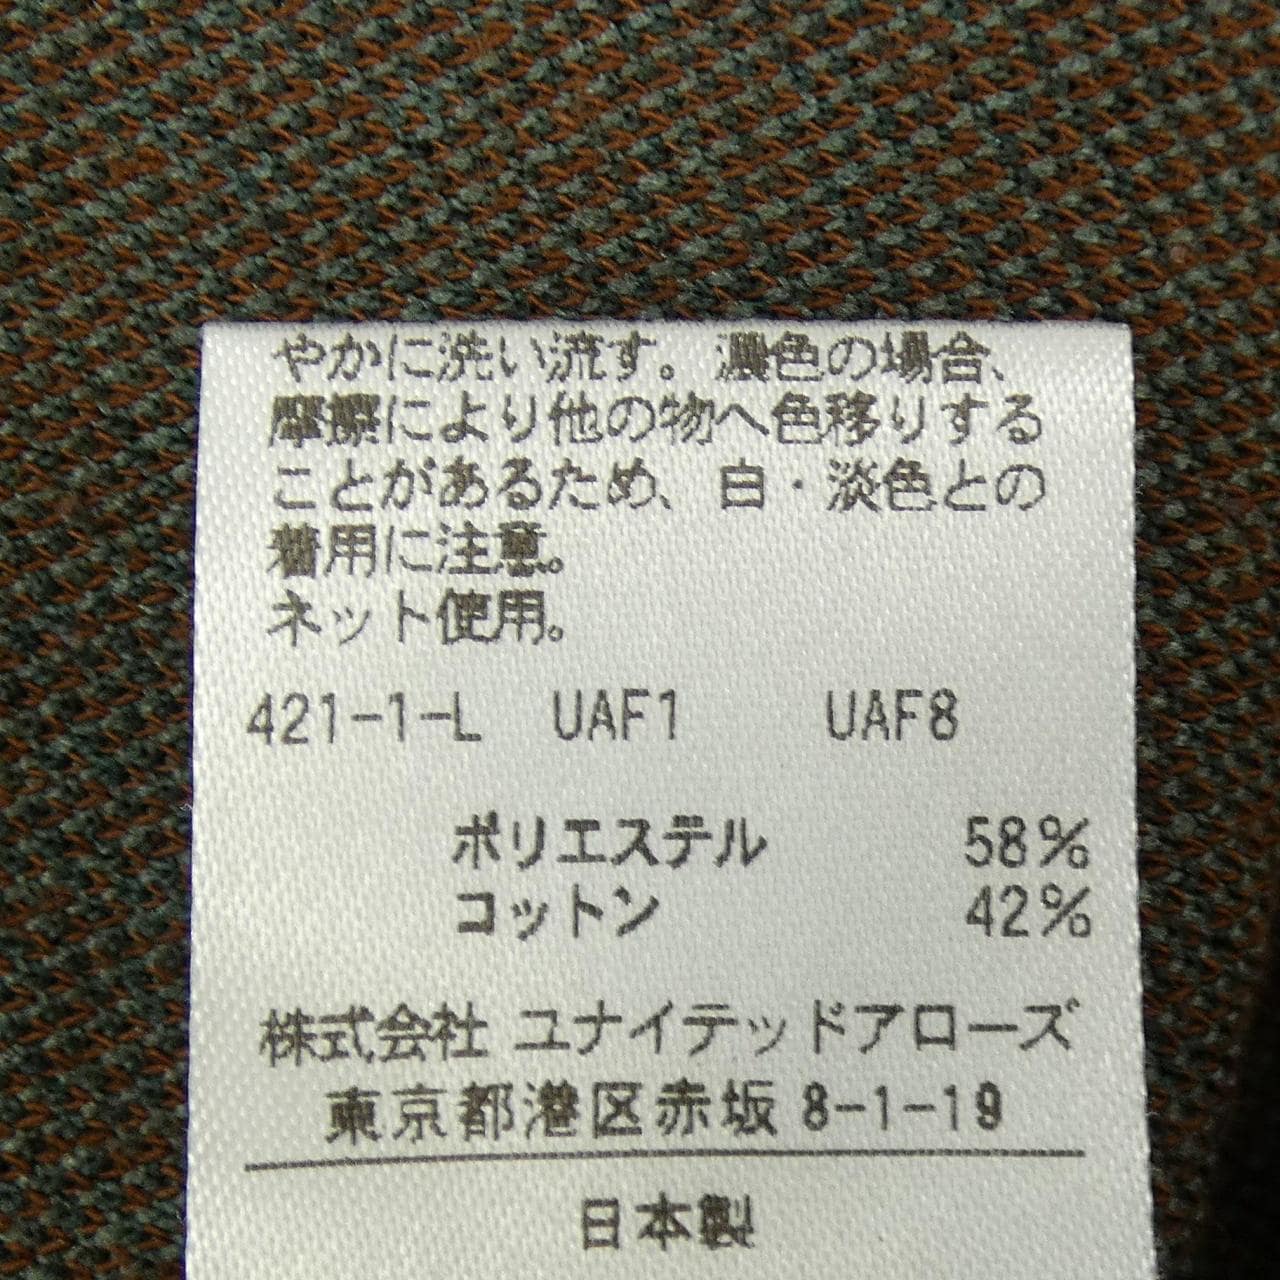 やかに洗い流す。濃色の場合、
摩擦により他の物へ色移りする
ことがあるため、白・淡色との
着用に注意。
ネット使用。
421-1-L UAF1 UAF8
ポリエステル 58%
コットン 42%
株式会社 ユナイテッドアローズ
東京都港区赤坂 8-1-19
日本製